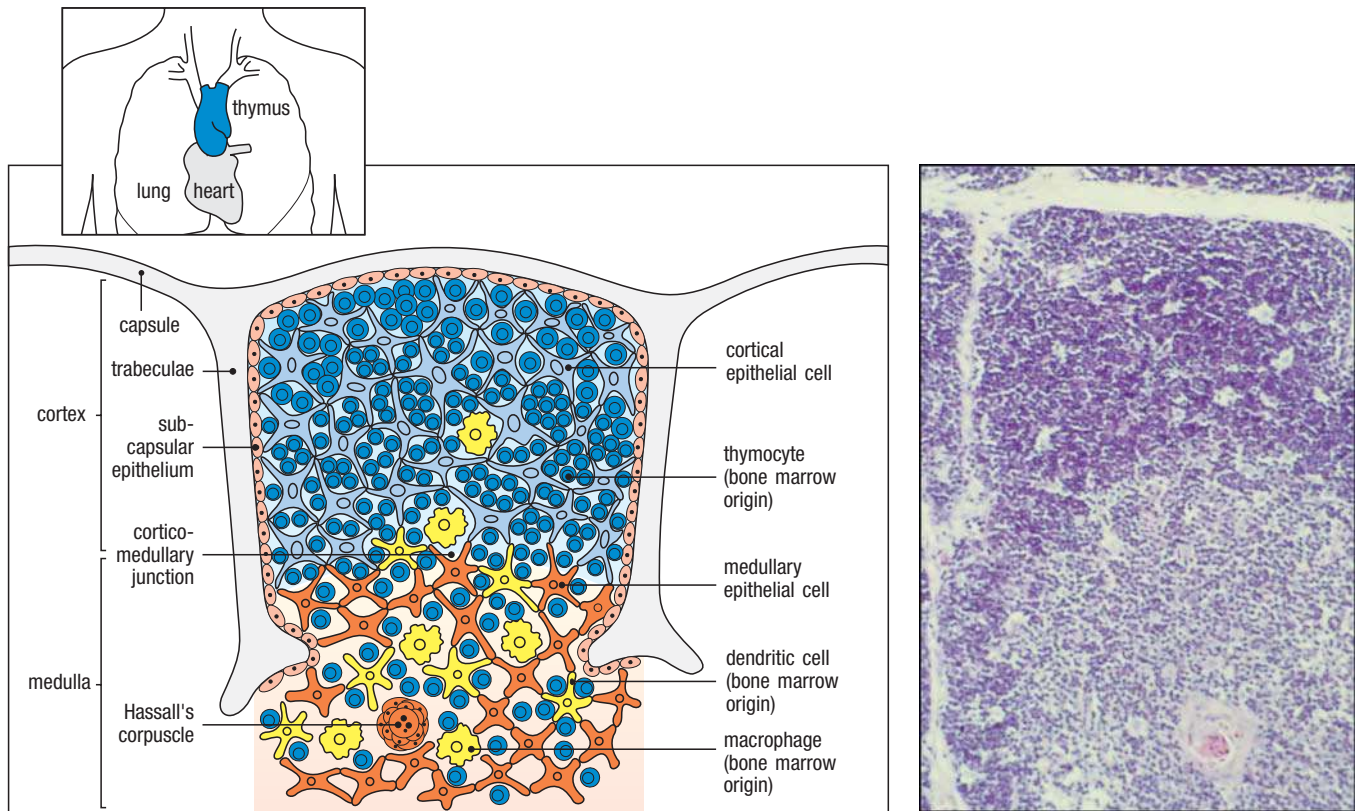 thymus
lung
heart
capsule
trabeculae
cortex
sub-
capsular
epithelium
cortico-
medullary
junction
medulla
Hassall's
corpuscle
cortical
epithelial cell
thymocyte
(bone marrow
origin)
medullary
epithelial cell
dendritic cell
(bone marrow
origin)
macrophage
(bone marrow
origin)